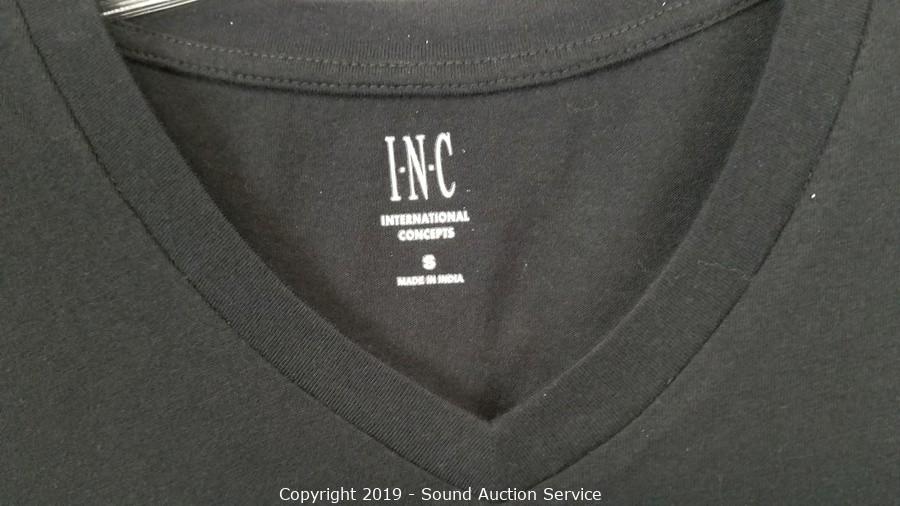 I·N·C
INTERNATIONAL
CONCEPTS
S
MADE IN INDIA
Copyright 2019 - Sound Auction Service